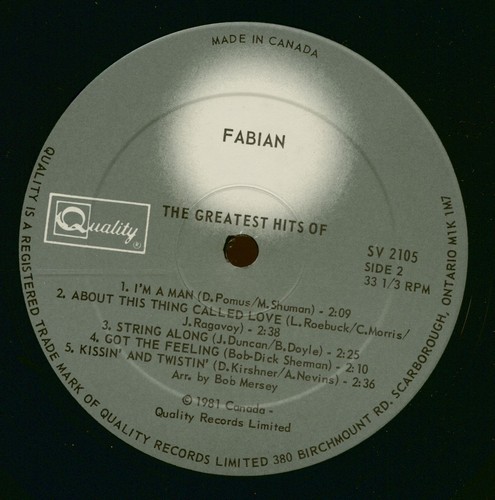 MADE IN CANADA
FABIAN
THE GREATEST HITS OF
Quality®
SV 2105
SIDE 2
33 1/3 RPM
1. I'M A MAN (D. Pomus/M. Shuman) - 2:09
2. ABOUT THIS THING CALLED LOVE (L. Roebuck/C. Morris/
J. Ragavoy) - 2:38
3. STRING ALONG (J. Duncan/B. Doyle) - 2:25
4. GOT THE FEELING (Bob-Dick Sherman) - 2:10
5. KISSIN' AND TWISTIN' (D. Kirshner/A. Nevins) - 2:36
Arr. by Bob Mersey
© 1981 Canada -
Quality Records Limited
QUALITY IS A REGISTERED TRADE MARK OF QUALITY RECORDS LIMITED 380 BIRCHMOUNT RD. SCARBOROUGH, ONTARIO M1K 1M7